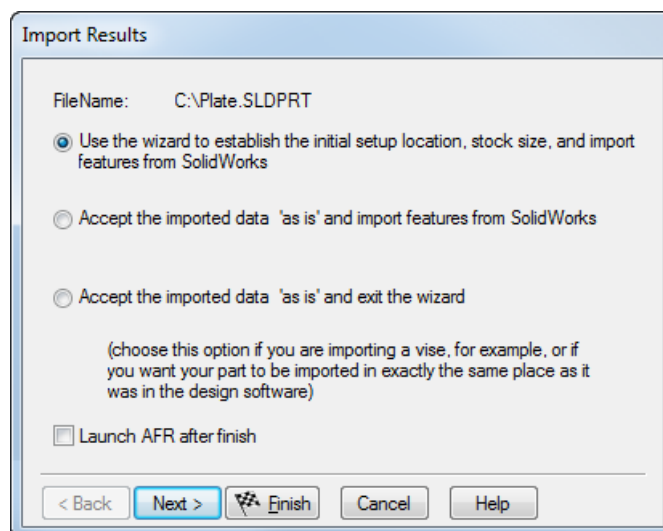 Import Results
FileName: C:\Plate.SLDPRT
Use the wizard to establish the initial setup location, stock size, and import
features from SolidWorks
Accept the imported data 'as is' and import features from SolidWorks
Accept the imported data 'as is' and exit the wizard
(choose this option if you are importing a vise, for example, or if
you want your part to be imported in exactly the same place as it
was in the design software)
Launch AFR after finish
< Back Next > Finish Cancel Help